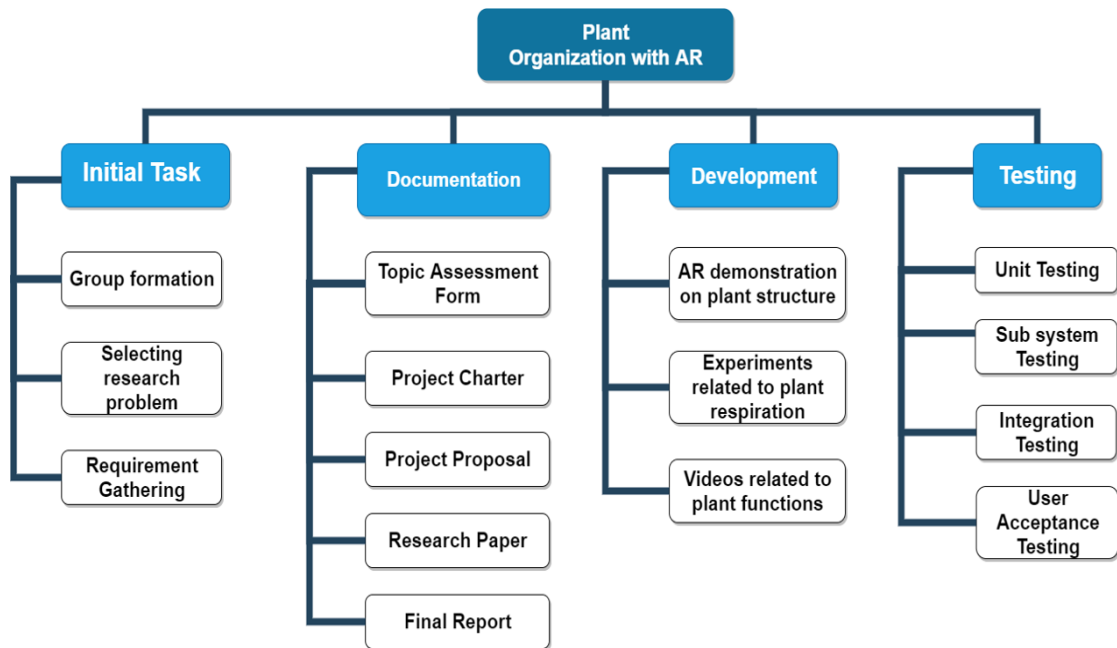 Plant
Organization with AR
Initial Task
Group formation
Selecting
research
problem
Requirement
Gathering
Documentation
Topic Assessment
Form
Project Charter
Project Proposal
Research Paper
Final Report
Development
AR demonstration
on plant structure
Experiments
related to plant
respiration
Videos related to
plant functions
Testing
Unit Testing
Sub system
Testing
Integration
Testing
User
Acceptance
Testing